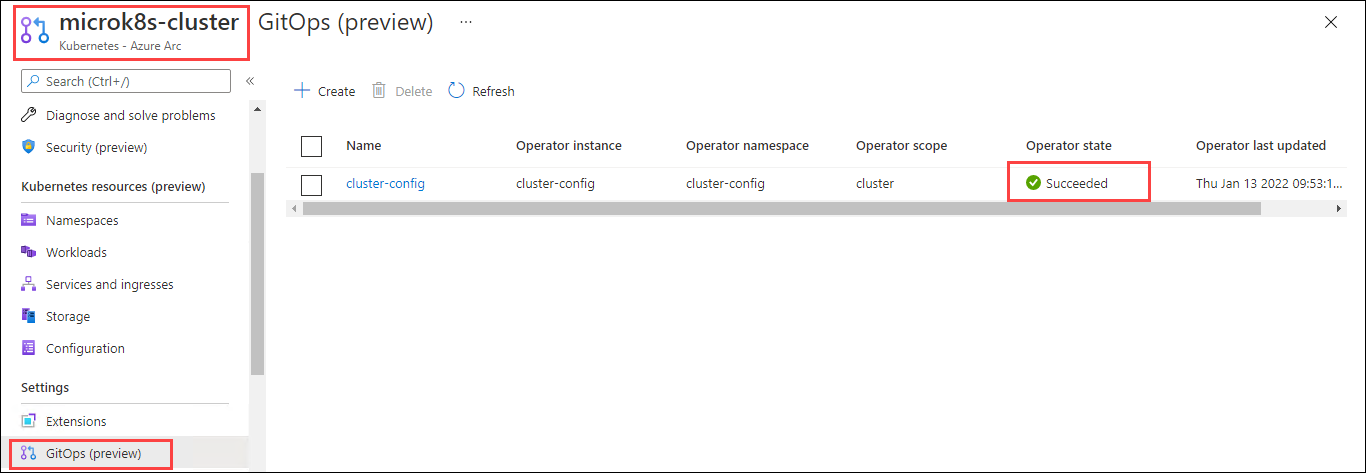 microk8s-cluster GitOps (preview) ...
Kubernetes - Azure Arc
Search (Ctrl+/) «
Diagnose and solve problems
Security (preview)
Kubernetes resources (preview)
Namespaces
Workloads
Services and ingresses
Storage
Configuration
Settings
Extensions
GitOps (preview)
Create Delete Refresh
Name Operator instance Operator namespace Operator scope Operator state Operator last updated
cluster-config cluster-config cluster-config cluster Succeeded Thu Jan 13 2022 09:53:1...